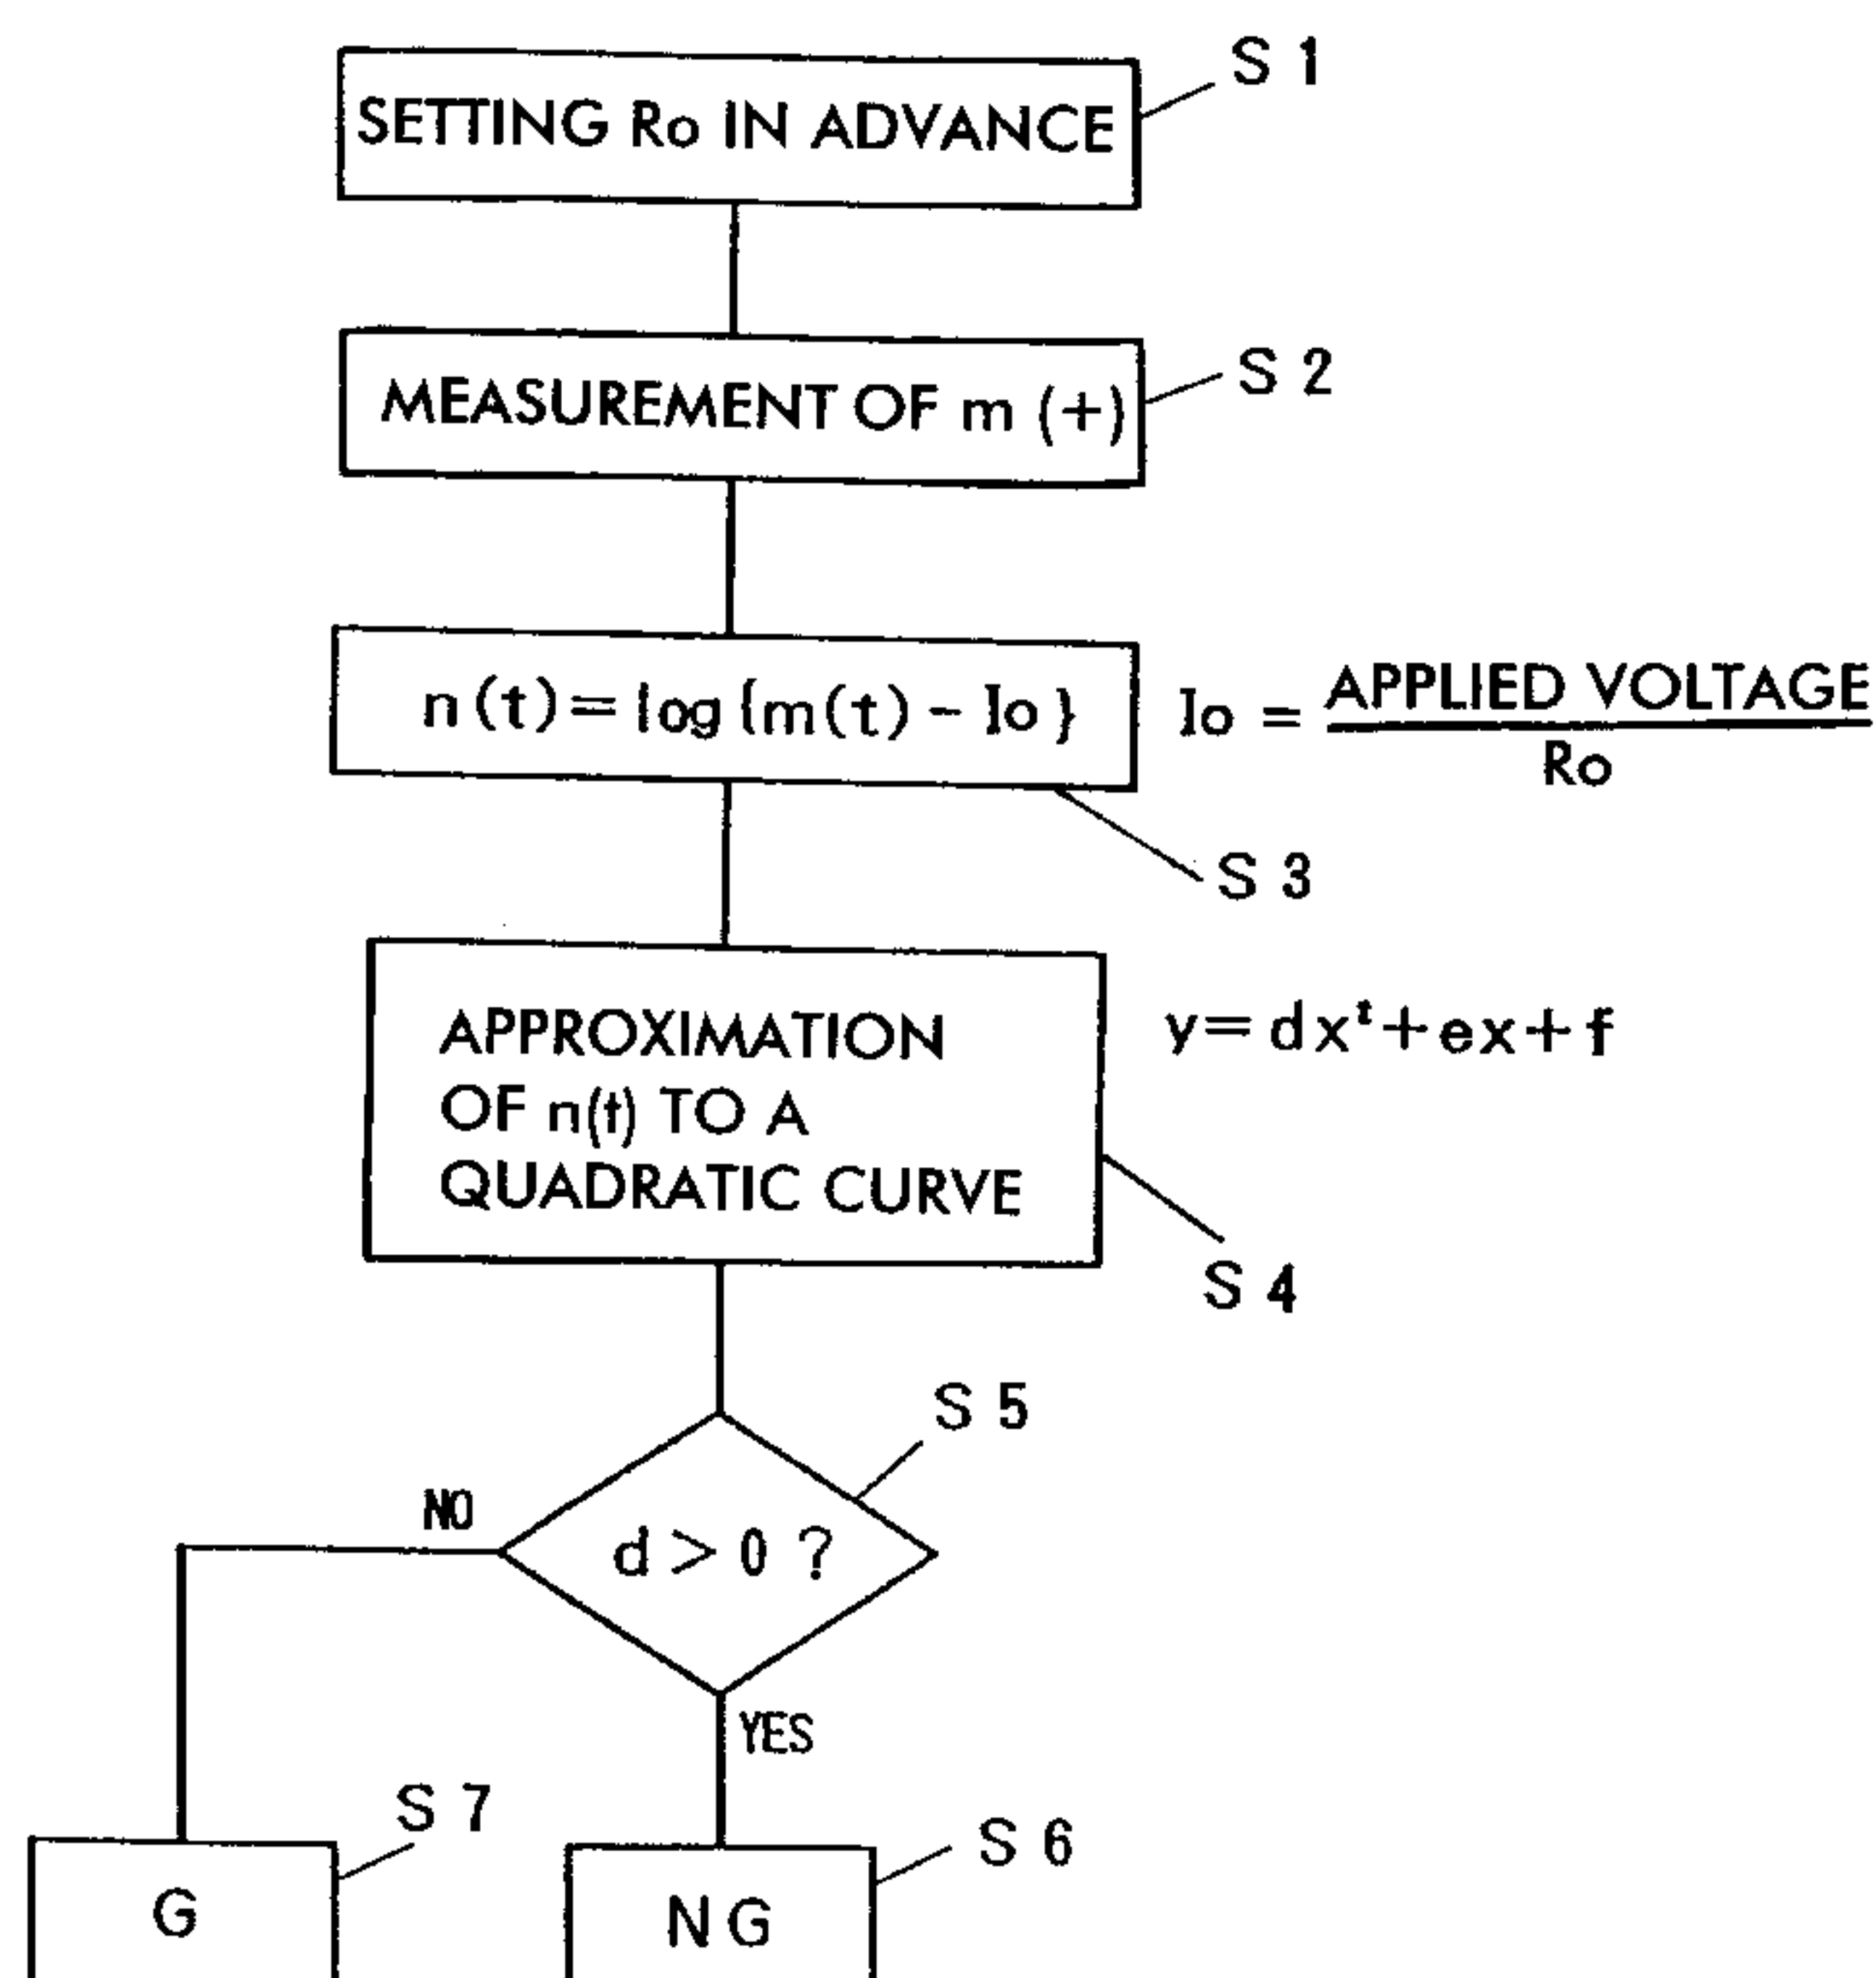 S 1
SETTING Ro IN ADVANCE
S 2
MEASUREMENT OF m (+)
n (t) = log {m (t) - Io }
Io = APPLIED VOLTAGE
Ro
S 3
APPROXIMATION
OF n(t) TO A
QUADRATIC CURVE
y = dxᵗ + ex + f
S 4
S 5
NO
d > 0 ?
YES
S 7
S 6
G
NG